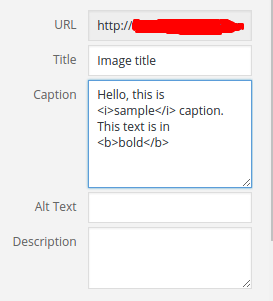 URL http://
Title Image title
Caption Hello, this is
<i>sample</i> caption.
This text is in
<b>bold</b>
Alt Text
Description